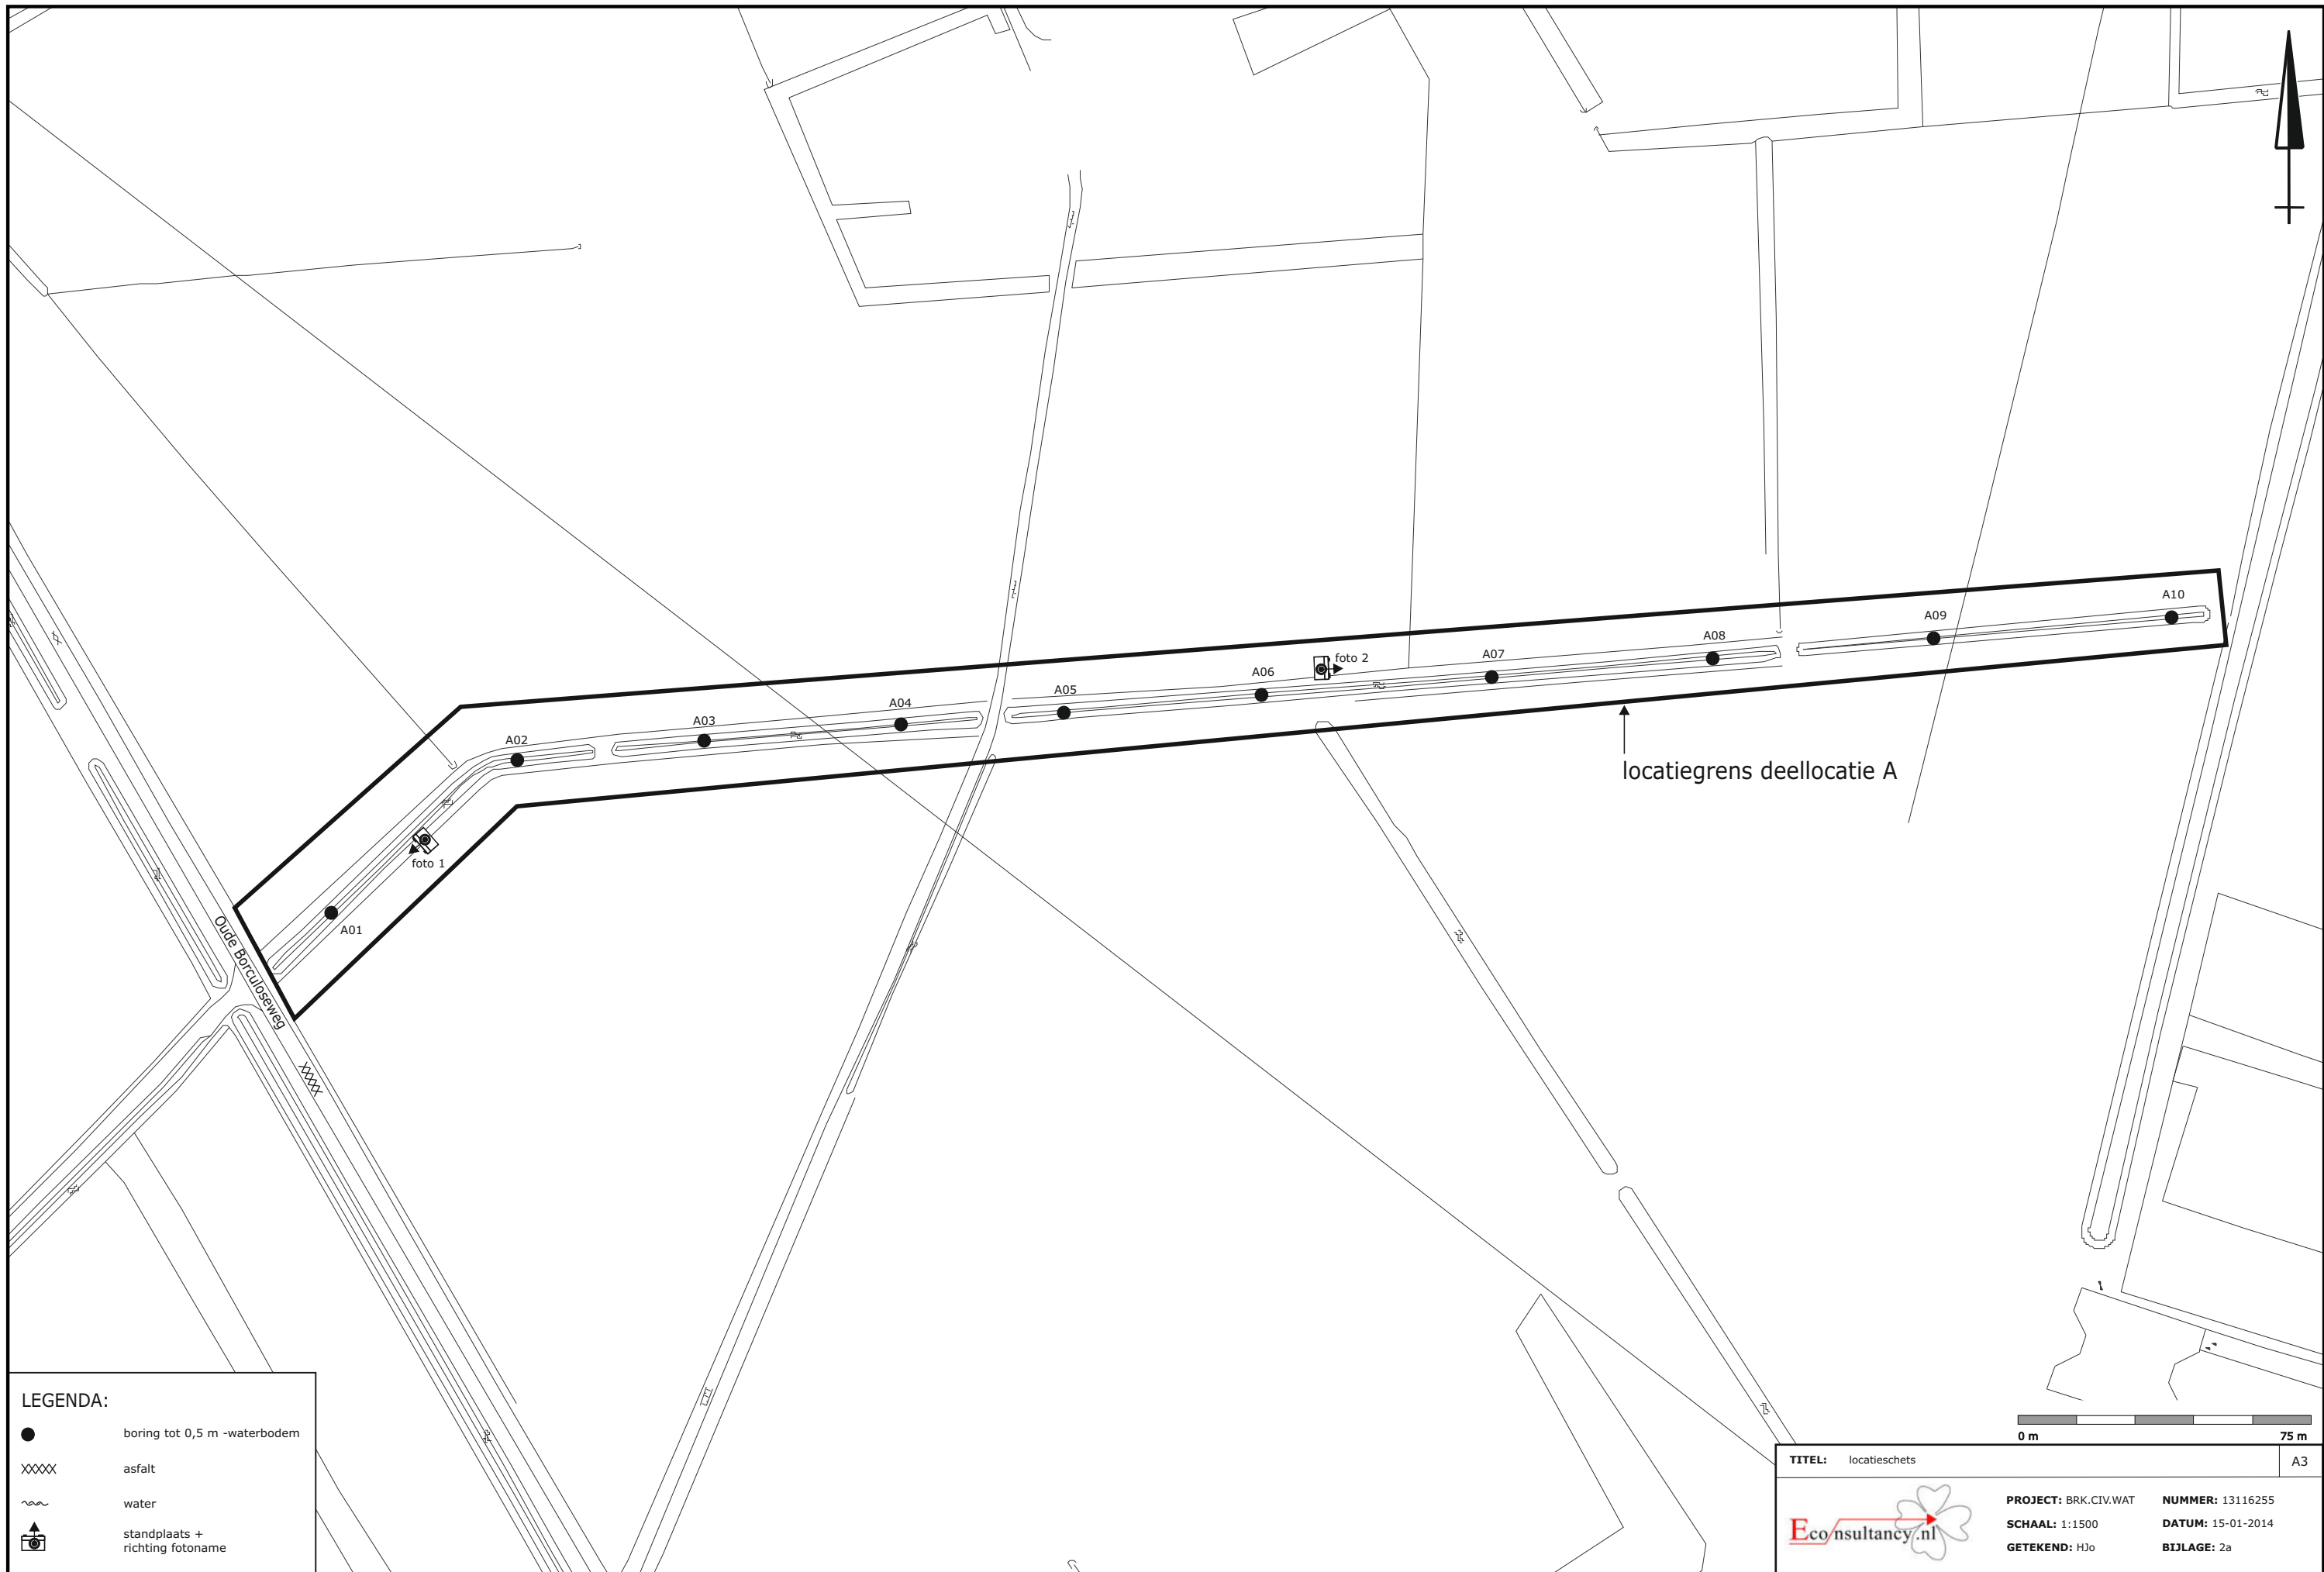 A10
A09
A08
A07
foto 2
A06
A05
A04
A03
A02
foto 1
A01
locatiegrens deellocatie A
Oude Borculoseweg
LEGENDA:
boring tot 0,5 m -waterbodem
asfalt
water
standplaats +
richting fotoname
0 m 75 m
TITEL: locatieschets A3
Econsultancy.nl
PROJECT: BRK.CIV.WAT NUMMER: 13116255
SCHAAL: 1:1500 DATUM: 15-01-2014
GETEKEND: HJo BIJLAGE: 2a